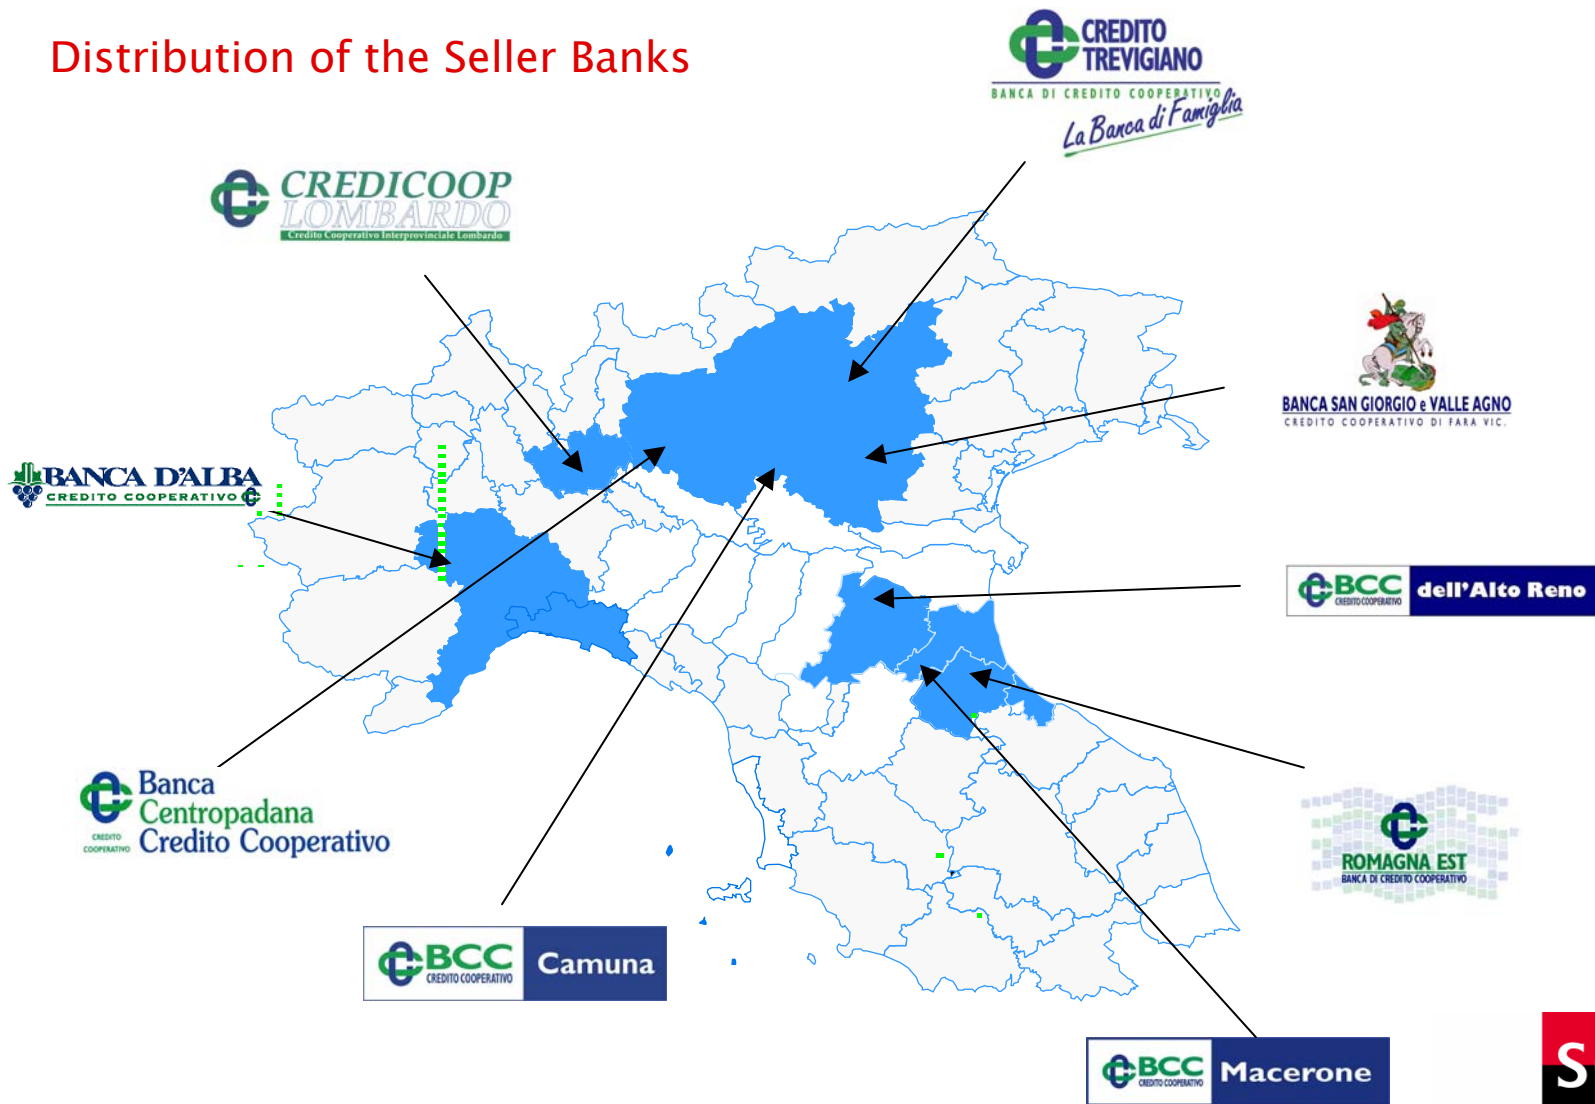 Distribution of the Seller Banks
CREDITO
TREVIGIANO
BANCA DI CREDITO COOPERATIVO
La Banca di Famiglia
CREDICOOP
LOMBARDO
Credito Cooperativo Interprovinciale Lombardo
BANCA SAN GIORGIO e VALLE AGNO
CREDITO COOPERATIVO DI FARA VIC.
BANCA D'ALBA
CREDITO COOPERATIVO
BCC
CREDITO COOPERATIVO
dell'Alto Reno
Banca
Centropadana
Credito Cooperativo
CREDITO
COOPERATIVO
ROMAGNA EST
BANCA DI CREDITO COOPERATIVO
BCC
CREDITO COOPERATIVO
Camuna
BCC
CREDITO COOPERATIVO
Macerone
S